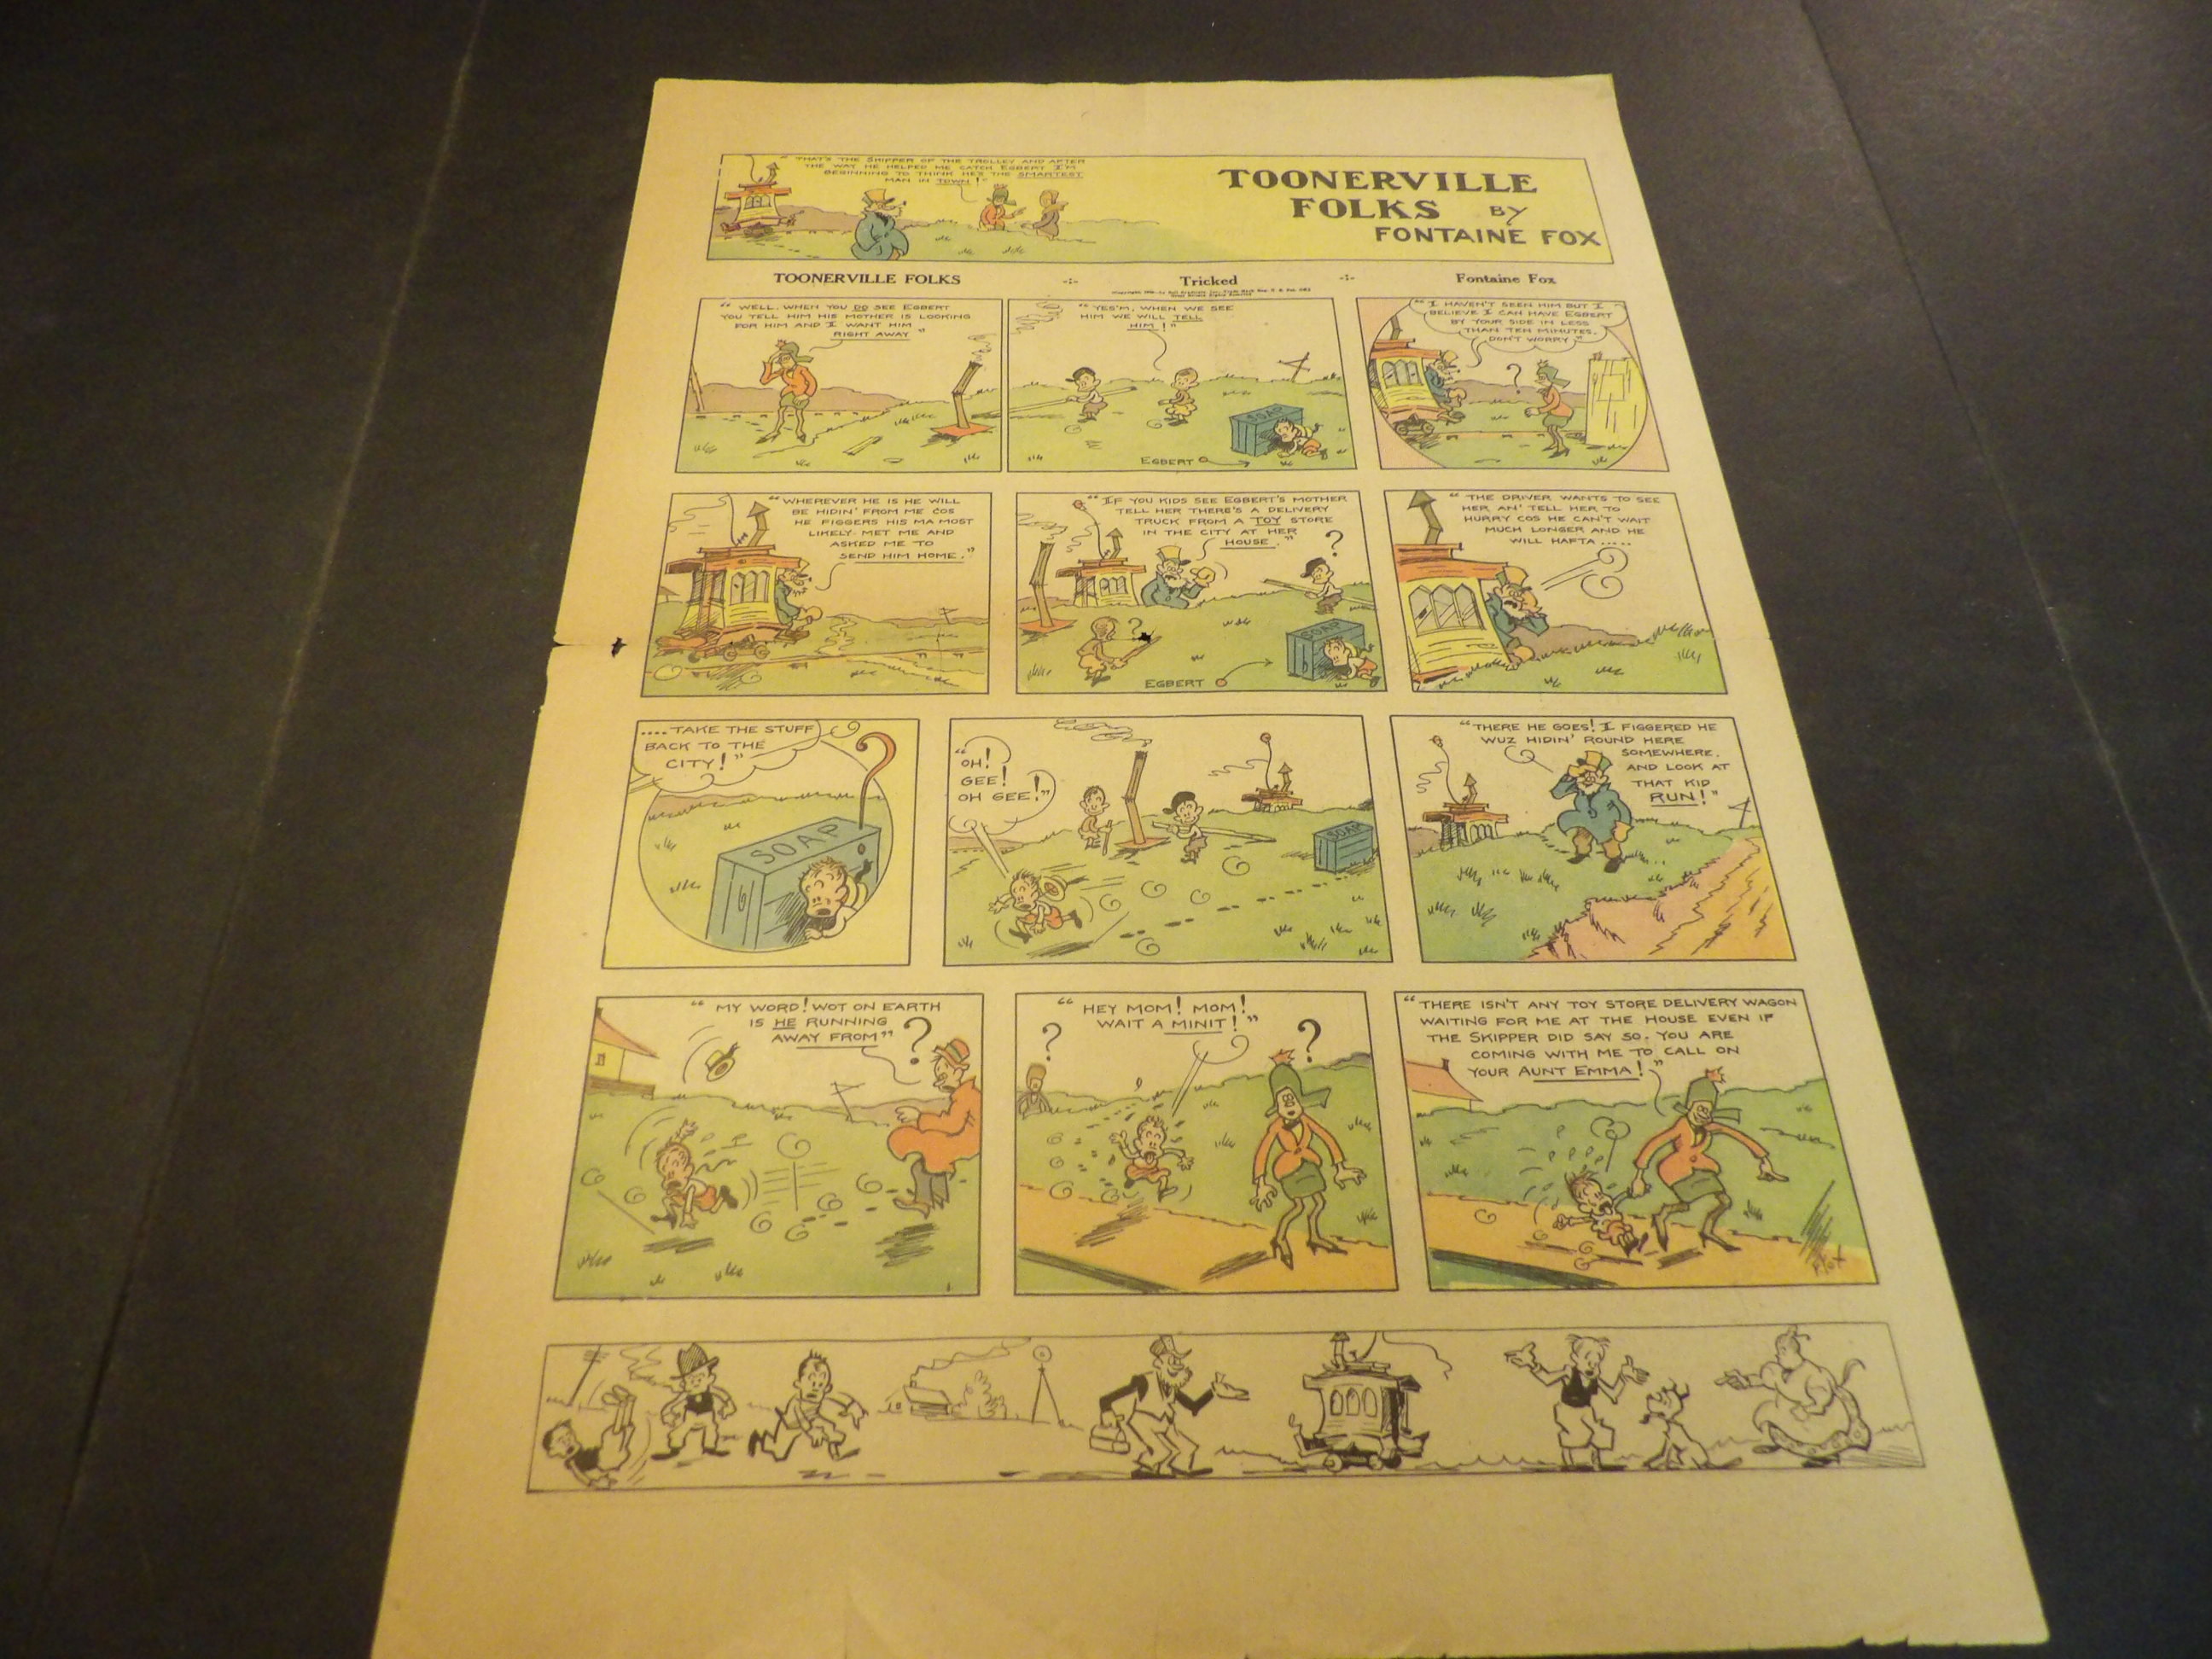 "THAT'S THE SKIPPER OF THE TROLLEY AND AFTER
THE WAY HE HELPED ME CATCH EGBERT I'M
BEGINNING TO THINK HE'S THE SMARTEST
MAN IN TOWN!"
TOONERVILLE
FOLKS BY
FONTAINE FOX
TOONERVILLE FOLKS
Tricked
Fontaine Fox
"WELL, WHEN YOU DO SEE EGBERT
YOU TELL HIM HIS MOTHER IS LOOKING
FOR HIM AND I WANT HIM
RIGHT AWAY"
"YES'M, WHEN WE SEE
HIM WE WILL TELL
HIM!"
SOAP
EGBERT
"I HAVEN'T SEEN HIM BUT I
BELIEVE I CAN HAVE EGBERT
BY YOUR SIDE IN LESS
THAN TEN MINUTES.
DON'T WORRY"
?
"WHEREVER HE IS HE WILL
BE HIDIN' FROM ME COS
HE FIGGERS HIS MA MOST
LIKELY MET ME AND
ASKED ME TO
SEND HIM HOME."
"IF YOU KIDS SEE EGBERT'S MOTHER
TELL HER THERE'S A DELIVERY
TRUCK FROM A TOY STORE
IN THE CITY AT HER
HOUSE."
?
?
SOAP
EGBERT
"THE DRIVER WANTS TO SEE
HER AN' TELL HER TO
HURRY COS HE CAN'T WAIT
MUCH LONGER AND HE
WILL HAFTA.....
....TAKE THE STUFF
BACK TO THE
CITY!"
?
SOAP
"OH!
GEE!
OH GEE!"
SOAP
"THERE HE GOES! I FIGGERED HE
WUZ HIDIN' ROUND HERE
SOMEWHERE.
AND LOOK AT
THAT KID
RUN!"
"MY WORD! WOT ON EARTH
IS HE RUNNING
AWAY FROM"
?
"HEY MOM! MOM!
WAIT A MINIT!"
?
?
"THERE ISN'T ANY TOY STORE DELIVERY WAGON
WAITING FOR ME AT THE HOUSE EVEN IF
THE SKIPPER DID SAY SO. YOU ARE
COMING WITH ME TO CALL ON
YOUR AUNT EMMA!"
FOX